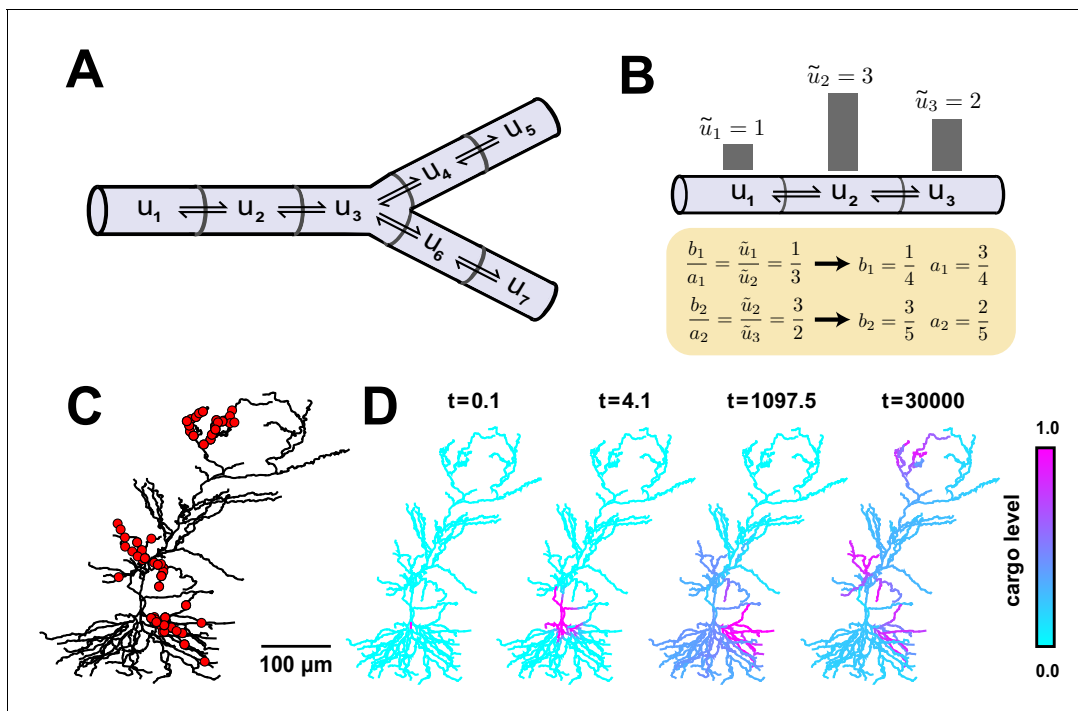 A
u₁ ⇌ u₂ ⇌ u₃ ⇌ u₄ ⇌ u₅
⇌ u₆ ⇌ u₇
B
ũ₁ = 1
ũ₂ = 3
ũ₃ = 2
u₁ ⇌ u₂ ⇌ u₃
b₁/a₁ = ũ₁/ũ₂ = 1/3 → b₁ = 1/4 a₁ = 3/4
b₂/a₂ = ũ₂/ũ₃ = 3/2 → b₂ = 3/5 a₂ = 2/5
C
100 μm
D
t=0.1 t=4.1 t=1097.5 t=30000
1.0
cargo level
0.0